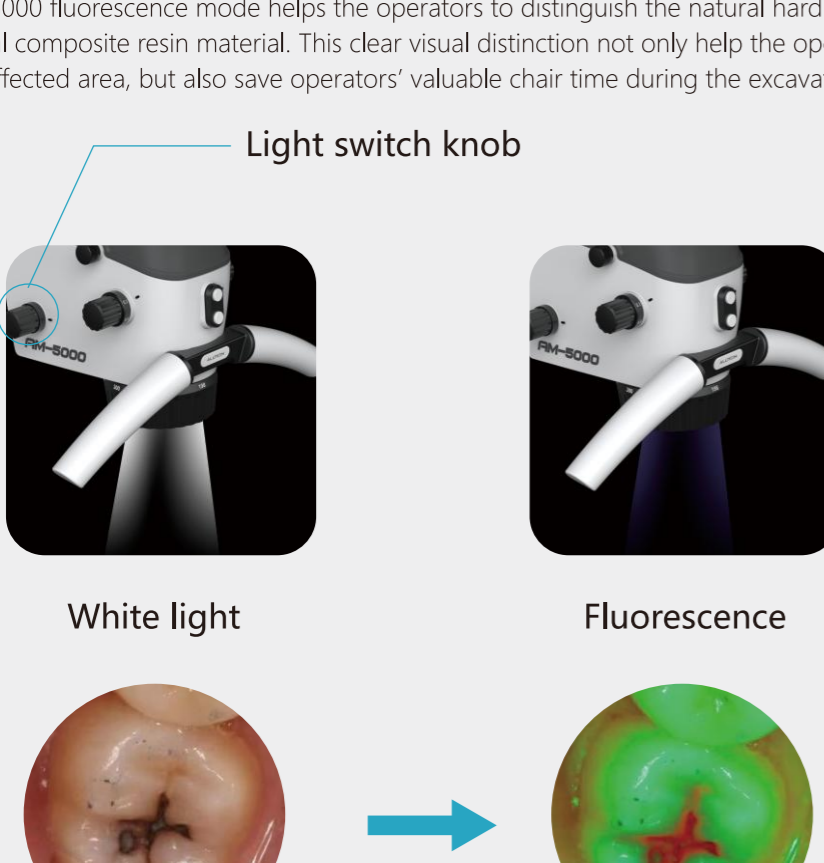 000 fluorescence mode helps the operators to distinguish the natural hard
l composite resin material. This clear visual distinction not only help the ope
ffected area, but also save operators’ valuable chair time during the excava
Light switch knob
AM-5000
AM-5000
White light
Fluorescence